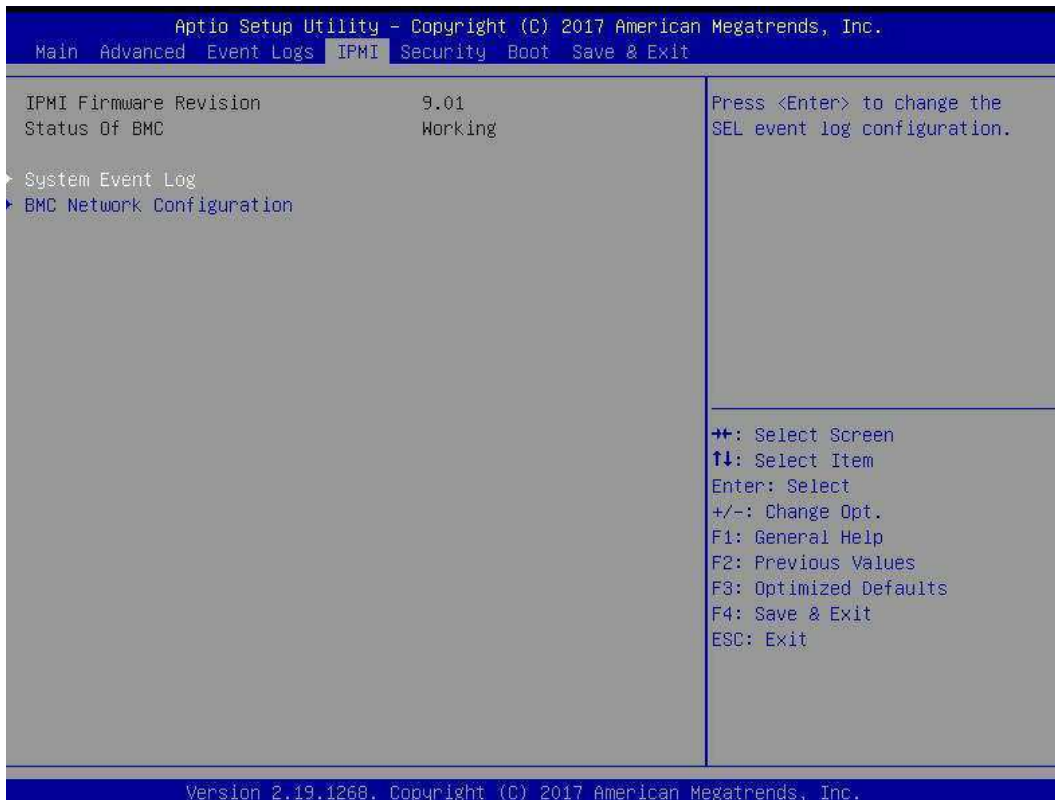 Aptio Setup Utility – Copyright (C) 2017 American Megatrends, Inc.
Main Advanced Event Logs IPMI Security Boot Save & Exit
IPMI Firmware Revision 9.01
Status Of BMC Working
System Event Log
BMC Network Configuration
Press <Enter> to change the
SEL event log configuration.
→←: Select Screen
↑↓: Select Item
Enter: Select
+/-: Change Opt.
F1: General Help
F2: Previous Values
F3: Optimized Defaults
F4: Save & Exit
ESC: Exit
Version 2.19.1268. Copyright (C) 2017 American Megatrends, Inc.